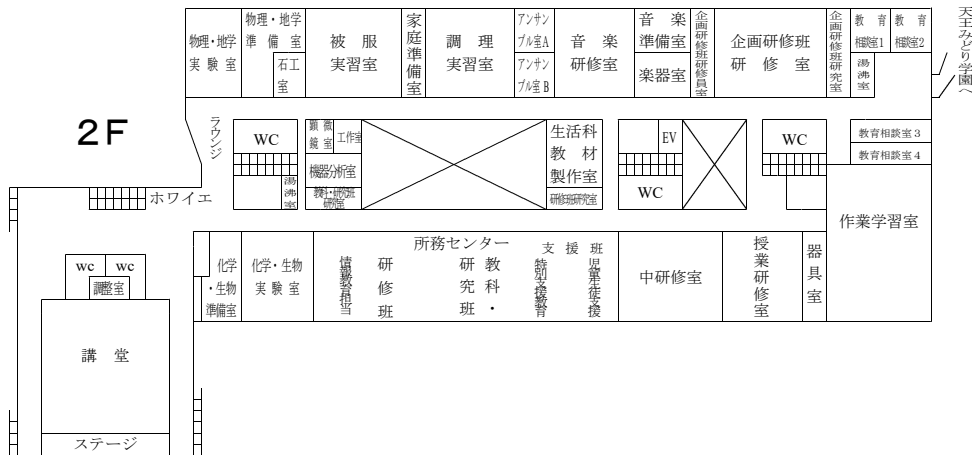 2F
物理・地学
実験室
物理・地学
準備室
石工
室
被服
実習室
家庭準備室
調理
実習室
アンサン
ブル室A
アンサン
ブル室B
音楽
研修室
音楽
準備室
楽器室
企画研修班研修員室
企画研修班
研修室
企画研修班研究室
教育
相談室1
教育
相談室2
湯沸室
天王みどり学園へ
ラウンジ
WC
湯沸室
顕微
鏡室
工作室
機器分析室
教科・研究班
研究室
生活科
教材
製作室
研修班研究室
EV
WC
WC
教育相談室3
教育相談室4
作業学習室
ホワイエ
wc
wc
調整室
講堂
ステージ
化学
・生物
準備室
化学・生物
実験室
所務センター
情報教育担当
研修班
教科・
研究班
支援班
特別支援教育
児童生徒支援
中研修室
授業研修室
器具室